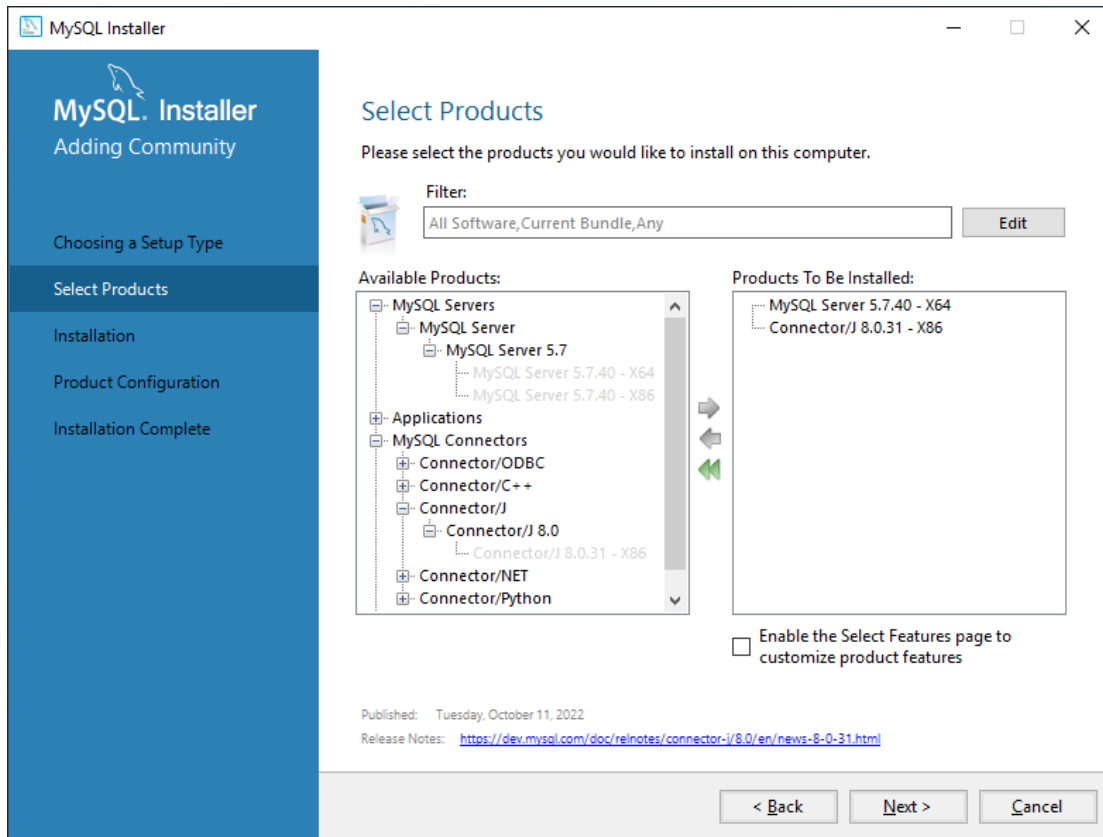 MySQL Installer
MySQL. Installer
Adding Community
Choosing a Setup Type
Select Products
Installation
Product Configuration
Installation Complete
Select Products
Please select the products you would like to install on this computer.
Filter:
All Software,Current Bundle,Any
Edit
Available Products:
MySQL Servers
MySQL Server
MySQL Server 5.7
MySQL Server 5.7.40 - X64
MySQL Server 5.7.40 - X86
Applications
MySQL Connectors
Connector/ODBC
Connector/C++
Connector/J
Connector/J 8.0
Connector/J 8.0.31 - X86
Connector/NET
Connector/Python
Products To Be Installed:
MySQL Server 5.7.40 - X64
Connector/J 8.0.31 - X86
Enable the Select Features page to
customize product features
Published: Tuesday, October 11, 2022
Release Notes: https://dev.mysql.com/doc/relnotes/connector-j/8.0/en/news-8-0-31.html
< Back
Next >
Cancel